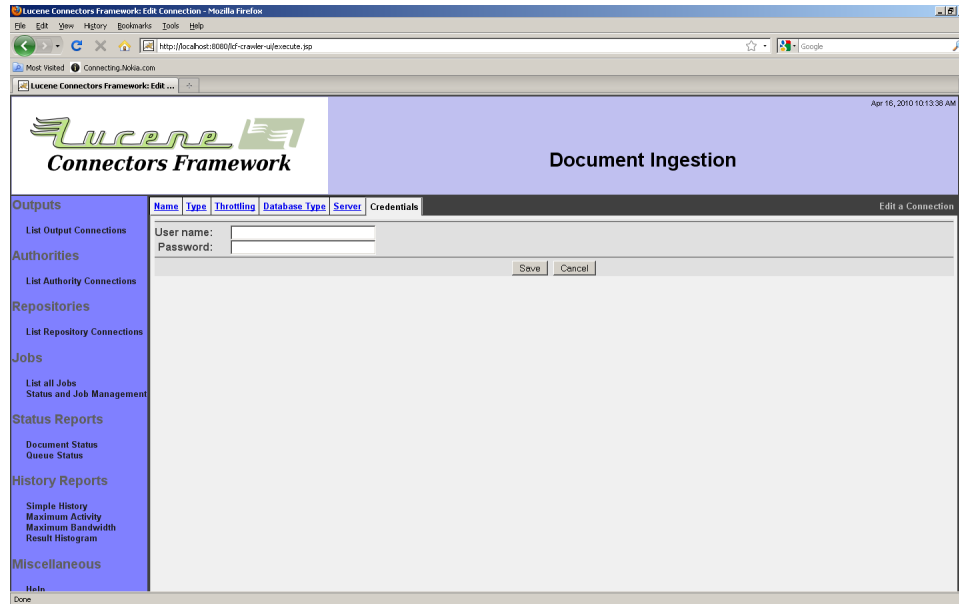 Lucene Connectors Framework: Edit Connection - Mozilla Firefox
File Edit View History Bookmarks Tools Help
http://localhost:8080/lcf-crawler-ui/execute.jsp
Google
Most Visited Connecting.Nokia.com
Lucene Connectors Framework: Edit ...
Apr 16, 2010 10:13:38 AM
Lucene
Connectors Framework
Document Ingestion
Outputs
List Output Connections
Authorities
List Authority Connections
Repositories
List Repository Connections
Jobs
List all Jobs
Status and Job Management
Status Reports
Document Status
Queue Status
History Reports
Simple History
Maximum Activity
Maximum Bandwidth
Result Histogram
Miscellaneous
Help
Name Type Throttling Database Type Server Credentials
Edit a Connection
User name:
Password:
Save Cancel
Done